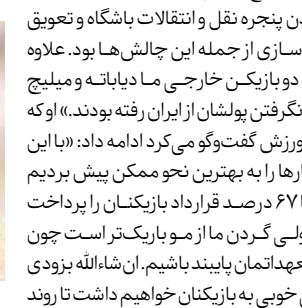 دن پنجره نقل و انتقالات باشگاه و تعویق
سازی از جمله این چالش‌ها بود. علاوه
دو بازیکن خارجی ما دیاباته و میلیچ
نگرفتن پولشان از ایران رفته بودند.» او که
ورزش گفت‌وگو می‌کرد ادامه داد: «با این
ارها را به بهترین نحو ممکن پیش بردیم
۶۷ درصد قرارداد بازیکنان را پرداخت
ولی گردن ما از مو باریک‌تر است چون
عهداتمان پایبند باشیم. ان‌شاءالله بزودی
خوبی به بازیکنان خواهیم داشت تا روند